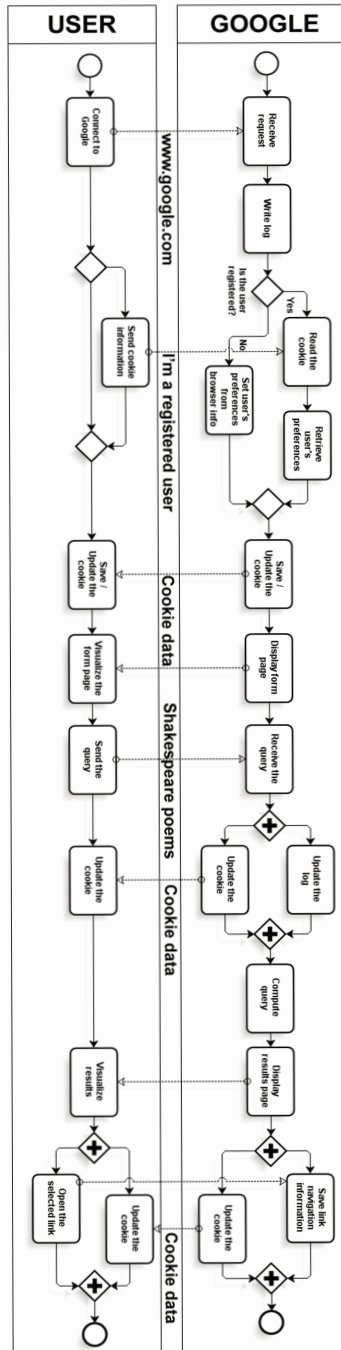 USER
GOOGLE
Connect to
Google
Send cookie
information
Save /
Update the
cookie
Visualize the
form page
Send the
query
Update the
cookie
Visualize
results
Update the
cookie
Open the
selected link
www.google.com
I'm a registered user
Cookie data
Shakespeare poems
Cookie data
Cookie data
Receive
request
Write log
Is the user
registered?
Yes
No
Read the
cookie
Retrieve
user's
preferences
Set user's
preferences
from
browser info
Save /
Update the
cookie
Display form
page
Receive the
query
Update the
log
Update the
cookie
Compute
query
Display
results page
Save link
navigation
information
Update the
cookie